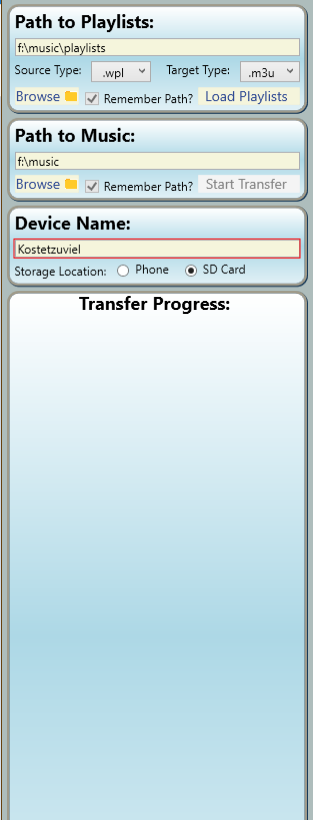 Path to Playlists:
f:\music\playlists
Source Type: .wpl Target Type: .m3u
Browse Remember Path? Load Playlists
Path to Music:
f:\music
Browse Remember Path? Start Transfer
Device Name:
Kostetzuviel
Storage Location: Phone SD Card
Transfer Progress: